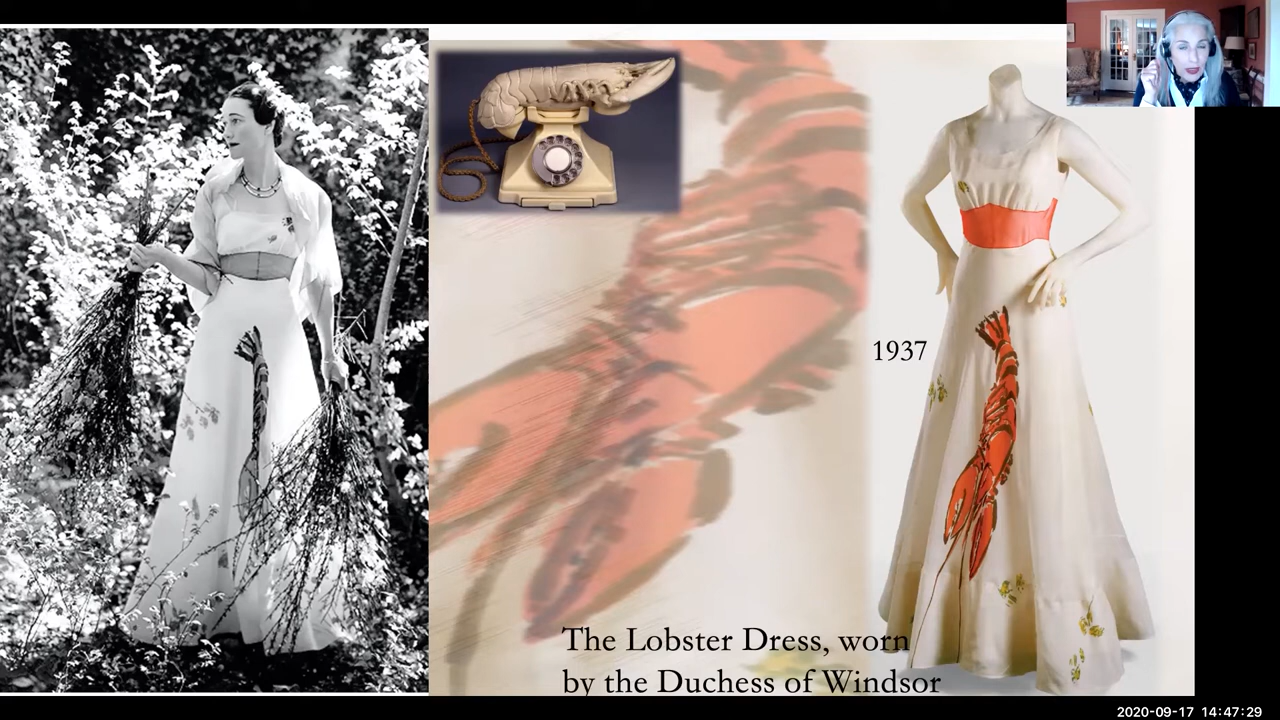 1937
The Lobster Dress, worn
by the Duchess of Windsor
2020-09-17 14:47:29